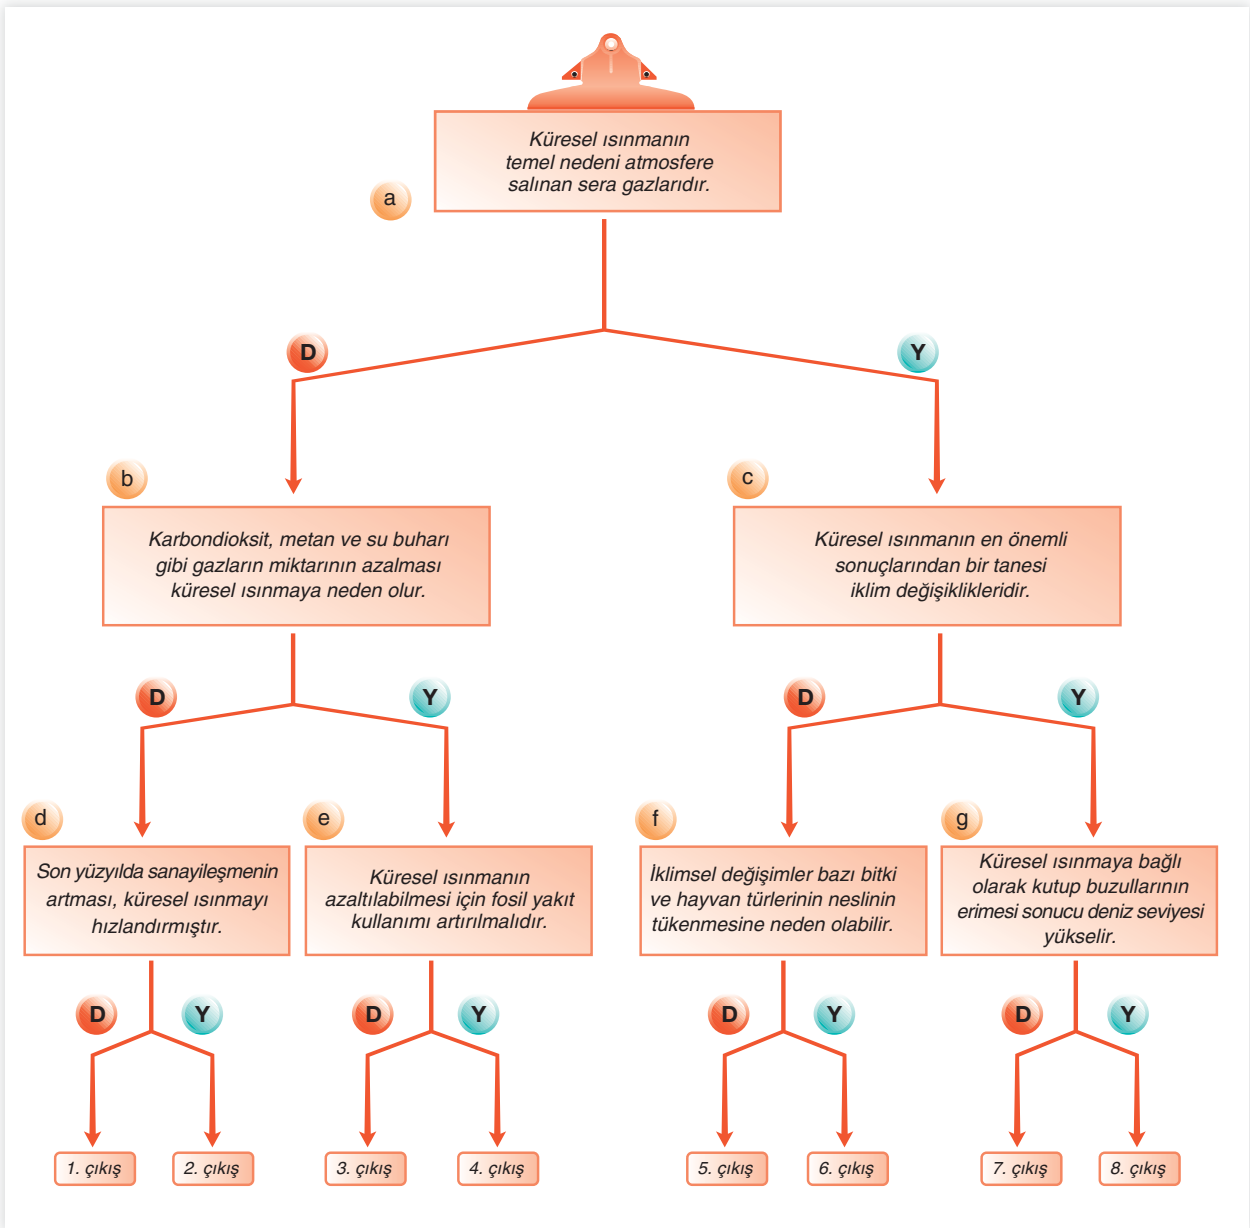 Küresel ısınmanın
temel nedeni atmosfere
salınan sera gazlarıdır.
a
D
Y
b
c
Karbondioksit, metan ve su buharı
gibi gazların miktarının azalması
küresel ısınmaya neden olur.
Küresel ısınmanın en önemli
sonuçlarından bir tanesi
iklim değişiklikleridir.
D
Y
D
Y
d
e
f
g
Son yüzyılda sanayileşmenin
artması, küresel ısınmayı
hızlandırmıştır.
Küresel ısınmanın
azaltılabilmesi için fosil yakıt
kullanımı artırılmalıdır.
İklimsel değişimler bazı bitki
ve hayvan türlerinin neslinin
tükenmesine neden olabilir.
Küresel ısınmaya bağlı
olarak kutup buzullarının
erimesi sonucu deniz seviyesi
yükselir.
D
Y
D
Y
D
Y
D
Y
1. çıkış
2. çıkış
3. çıkış
4. çıkış
5. çıkış
6. çıkış
7. çıkış
8. çıkış